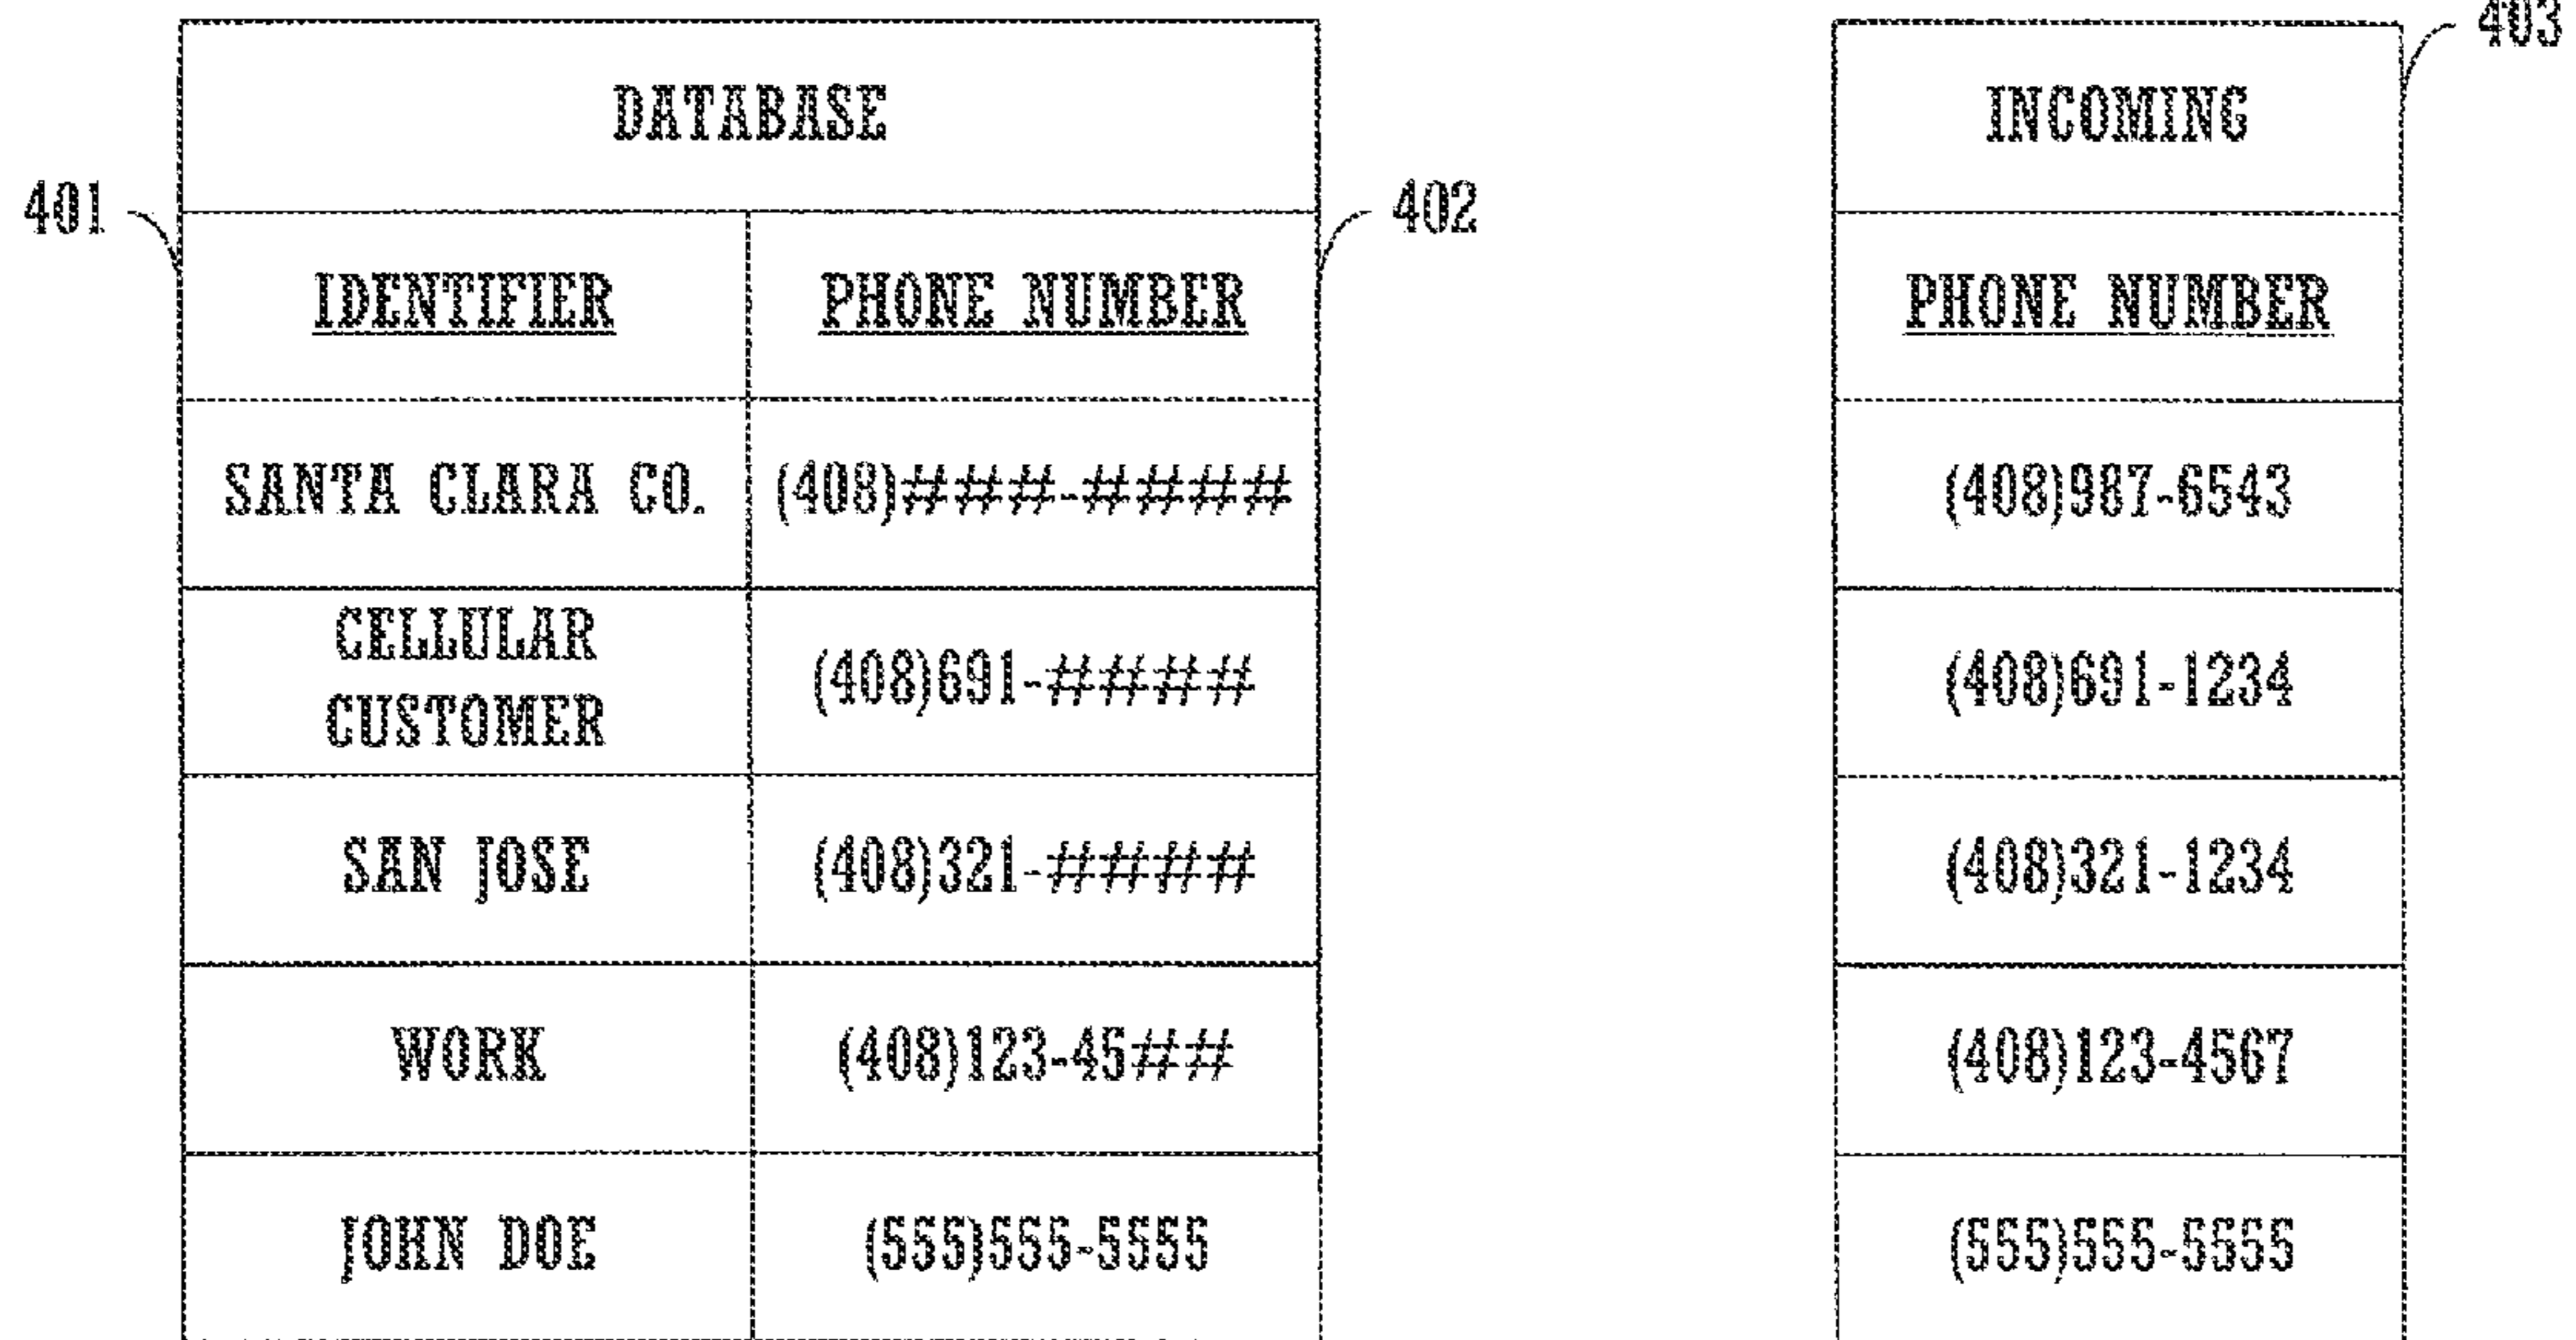 403
DATABASE
INCOMING
401
402
IDENTIFIER
PHONE NUMBER
PHONE NUMBER
SANTA CLARA CO.
(408)###-####
(408)987-6543
CELLULAR
CUSTOMER
(408)691-####
(408)691-1234
SAN JOSE
(408)321-####
(408)321-1234
WORK
(408)123-45##
(408)123-4567
JOHN DOE
(555)555-5555
(555)555-5555